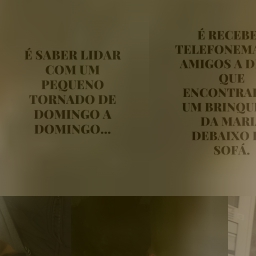 É SABER LIDAR
COM UM
PEQUENO
TORNADO DE
DOMINGO A
DOMINGO...
É RECEBE
TELEFONEMA
AMIGOS A D
QUE
ENCONTRA
UM BRINQU
DA MARI
DEBAIXO
SOFÁ.